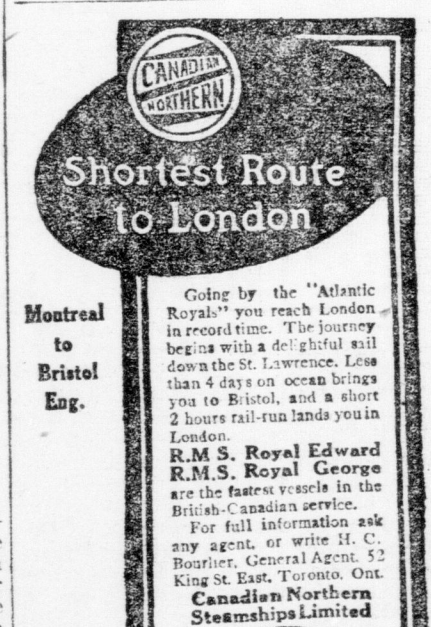 CANADIAN
NORTHERN
Shortest Route
to London
Montreal
to
Bristol
Eng.
Going by the "Atlantic
Royals" you reach London
in record time. The journey
begins with a delightful sail
down the St. Lawrence. Less
than 4 days on ocean brings
you to Bristol, and a short
2 hours rail-run lands you in
London.
R.M S. Royal Edward
R.M.S. Royal George
are the fastest vessels in the
British-Canadian service.
For full information ask
any agent, or write H. C.
Bourlier, General Agent. 52
King St. East, Toronto. Ont.
Canadian Northern
Steamships Limited